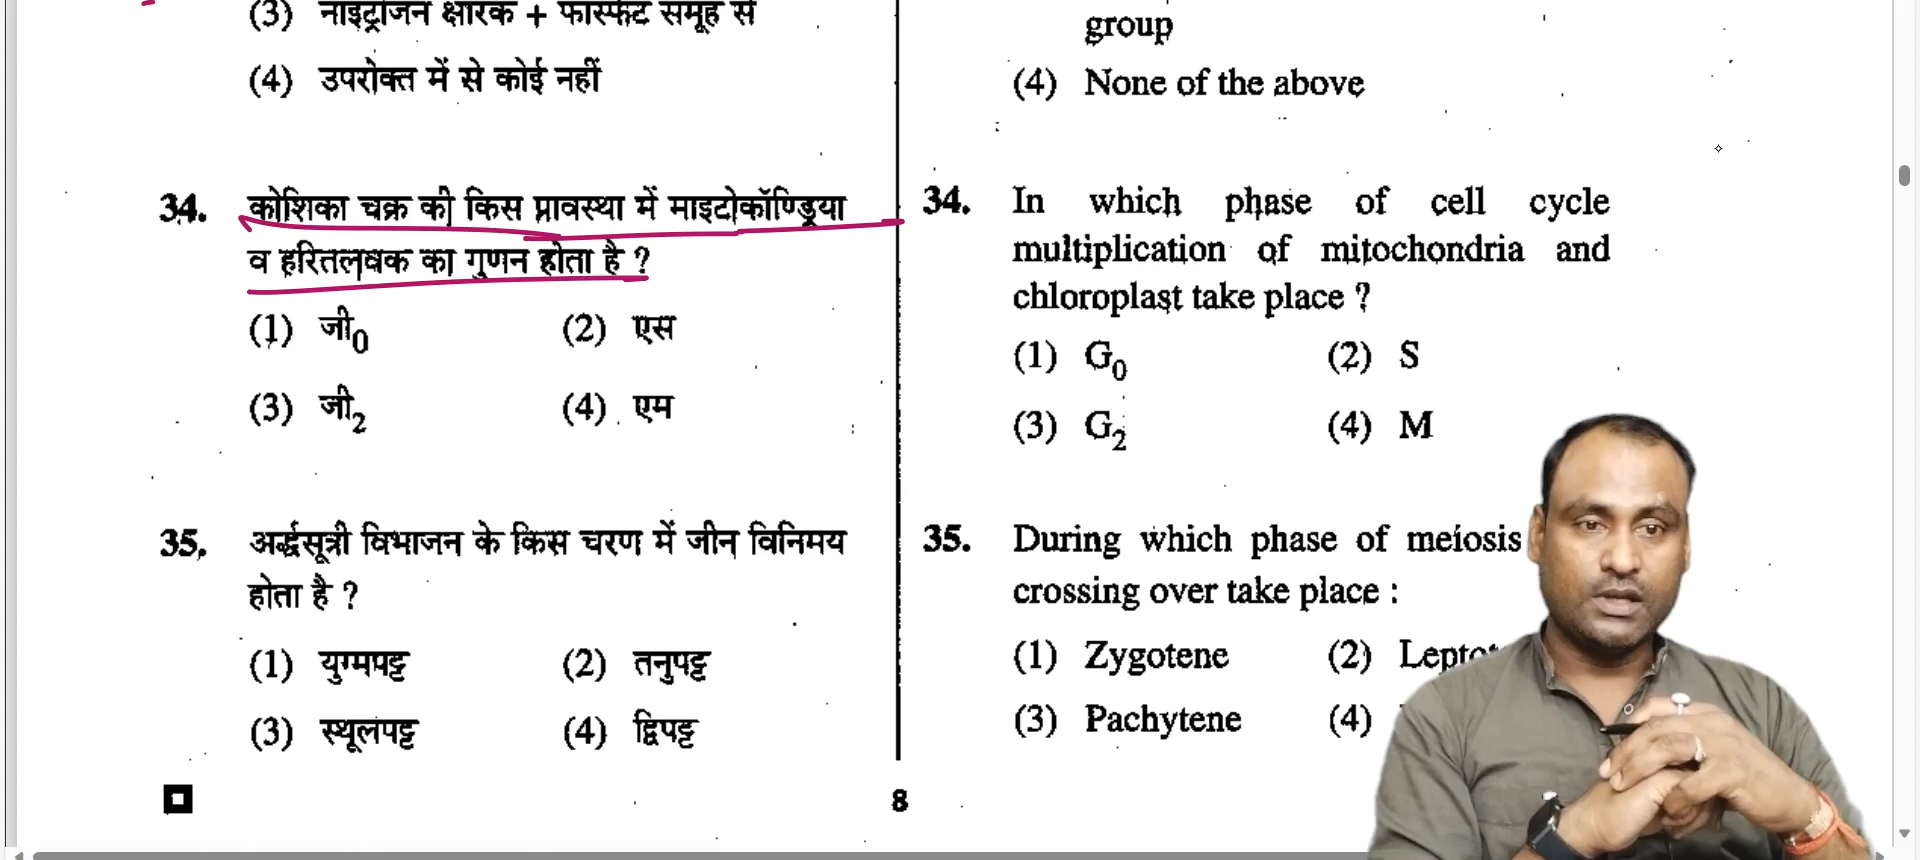 (3) नाइट्रोजन क्षारक + फॉस्फेट समूह से
(4) उपरोक्त में से कोई नहीं
34. कोशिका चक्र की किस प्रावस्था में माइटोकॉण्ड्रिया
व हरितलवक का गुणन होता है ?
(1) जी0 (2) एस
(3) जी2 (4) एम
35. अर्द्धसूत्री विभाजन के किस चरण में जीन विनिमय
होता है ?
(1) युग्मपट्ट (2) तनुपट्ट
(3) स्थूलपट्ट (4) द्विपट्ट
group
(4) None of the above
34. In which phase of cell cycle
multiplication of mitochondria and
chloroplast take place ?
(1) G0 (2) S
(3) G2 (4) M
35. During which phase of meiosis
crossing over take place :
(1) Zygotene (2)
(3) Pachytene (4)
8